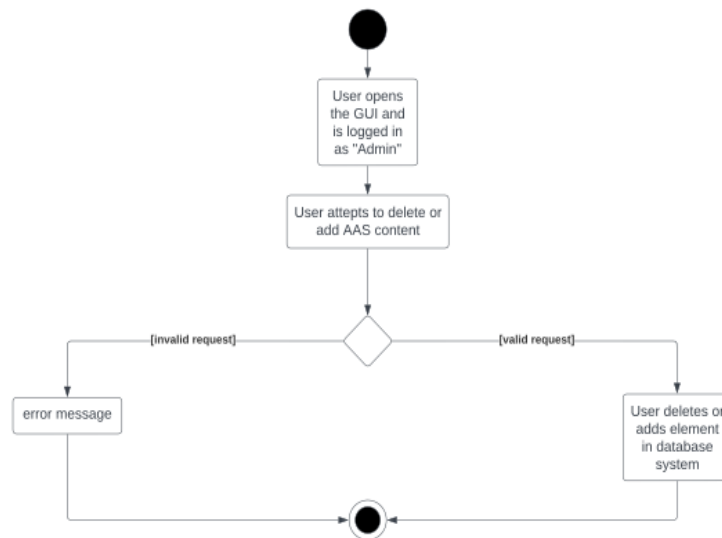 User opens
the GUI and
is logged in
as "Admin"
User attepts to delete or
add AAS content
[invalid request]
[valid request]
error message
User deletes or
adds element
in database
system